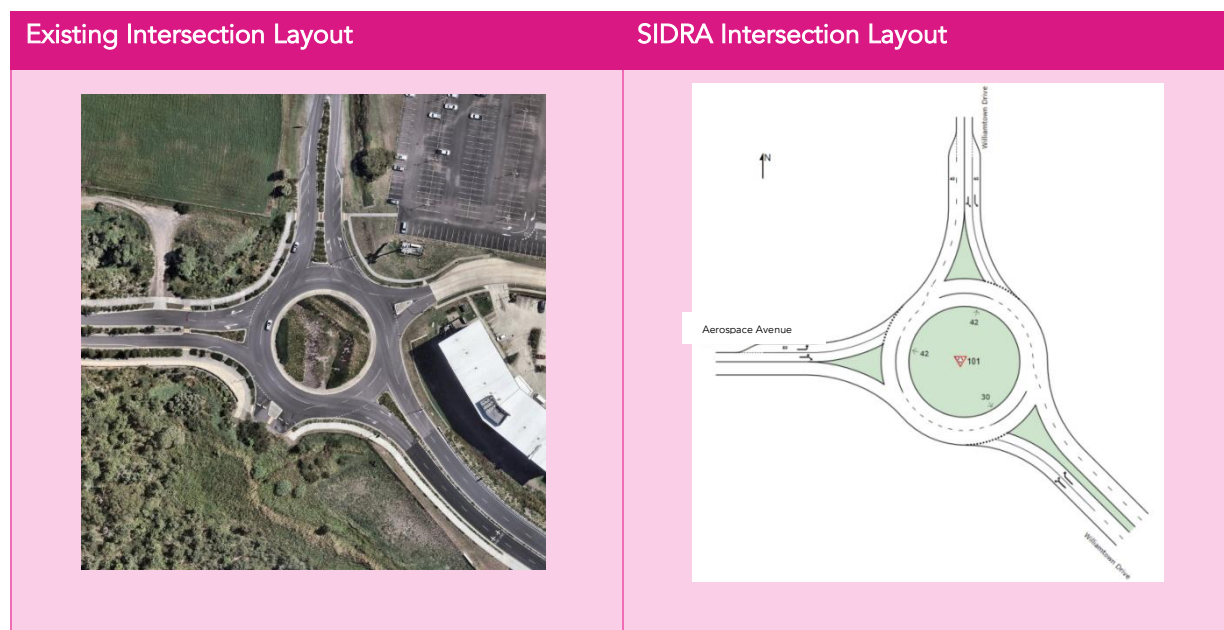 Existing Intersection Layout
SIDRA Intersection Layout
Williamtown Drive
N
Aerospace Avenue
42
42
101
30
Williamtown Drive